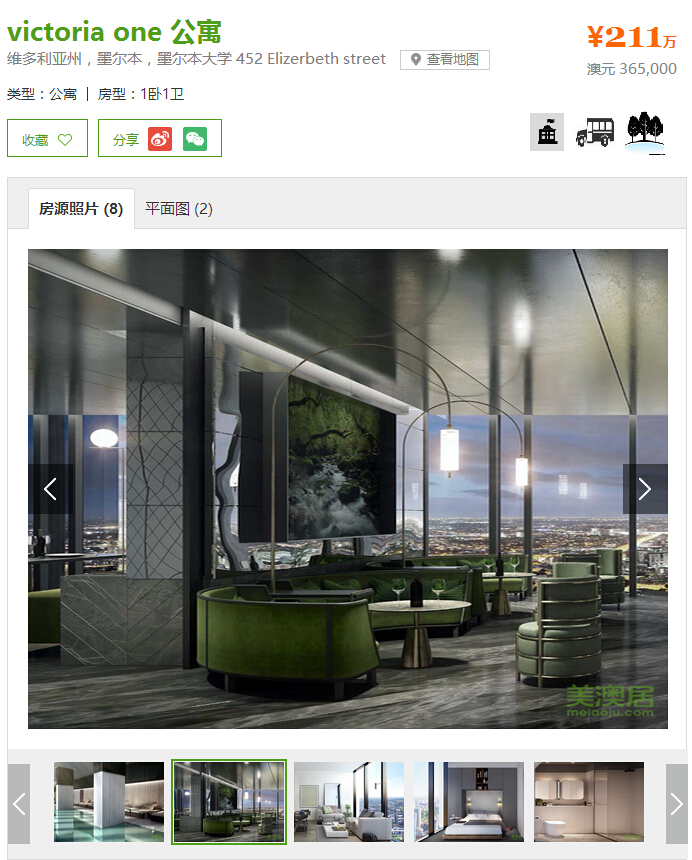 victoria one 公寓
¥211万
维多利亚州，墨尔本，墨尔本大学 452 Elizerbeth street
查看地图
澳元 365,000
类型：公寓 | 房型：1卧1卫
收藏
分享
房源照片 (8)
平面图 (2)
美澳居
meiaoju.com